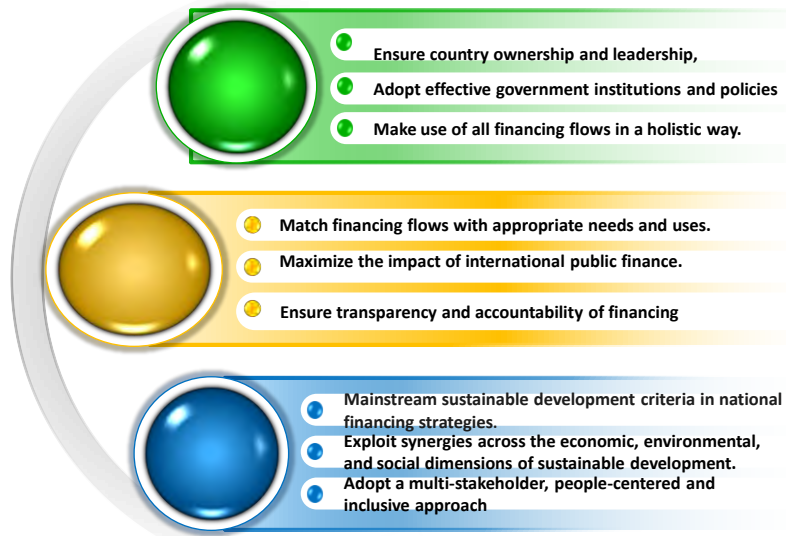 Ensure country ownership and leadership,
Adopt effective government institutions and policies
Make use of all financing flows in a holistic way.
Match financing flows with appropriate needs and uses.
Maximize the impact of international public finance.
Ensure transparency and accountability of financing
Mainstream sustainable development criteria in national
financing strategies.
Exploit synergies across the economic, environmental,
and social dimensions of sustainable development.
Adopt a multi-stakeholder, people-centered and
inclusive approach